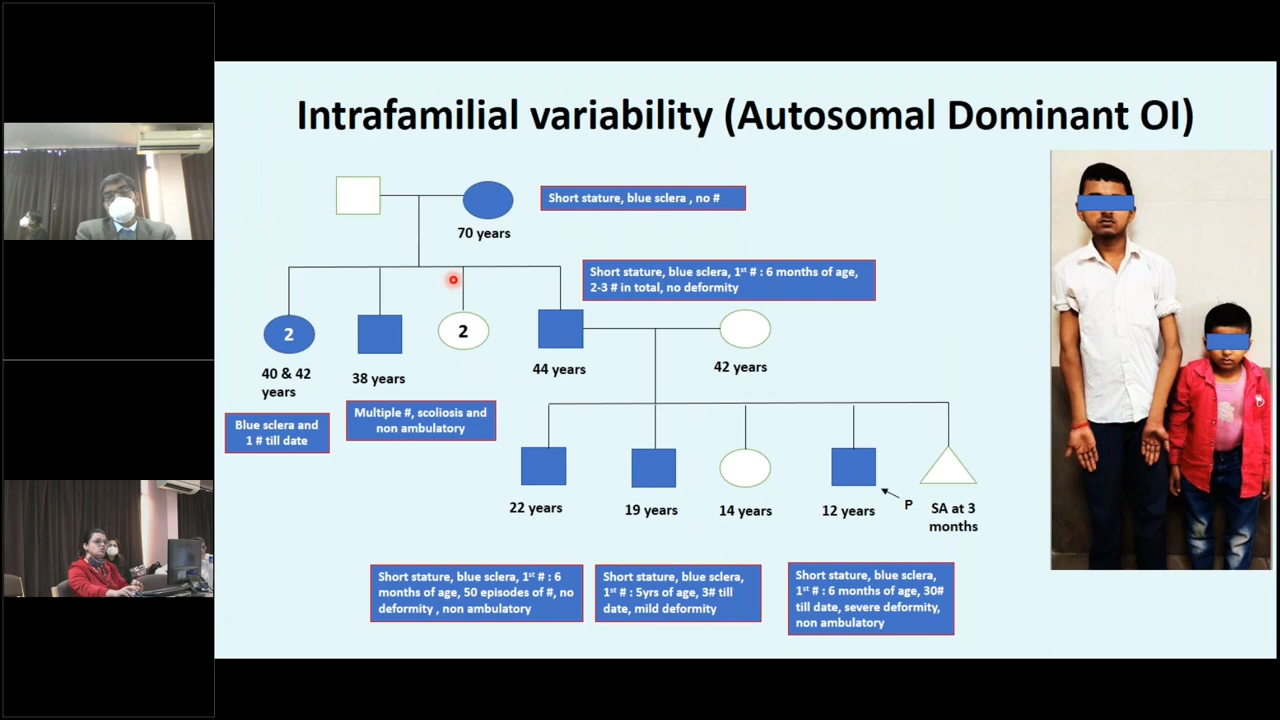 Intrafamilial variability (Autosomal Dominant OI)
Short stature, blue sclera , no #
70 years
Short stature, blue sclera, 1st # : 6 months of age,
2-3 # in total, no deformity
2
2
40 & 42
years
38 years
44 years
42 years
Blue sclera and
1 # till date
Multiple #, scoliosis and
non ambulatory
22 years
19 years
14 years
12 years
P
SA at 3
months
Short stature, blue sclera, 1st # : 6
months of age, 50 episodes of #, no
deformity , non ambulatory
Short stature, blue sclera,
1st # : 5yrs of age, 3# till
date, mild deformity
Short stature, blue sclera,
1st # : 6 months of age, 30#
till date, severe deformity,
non ambulatory